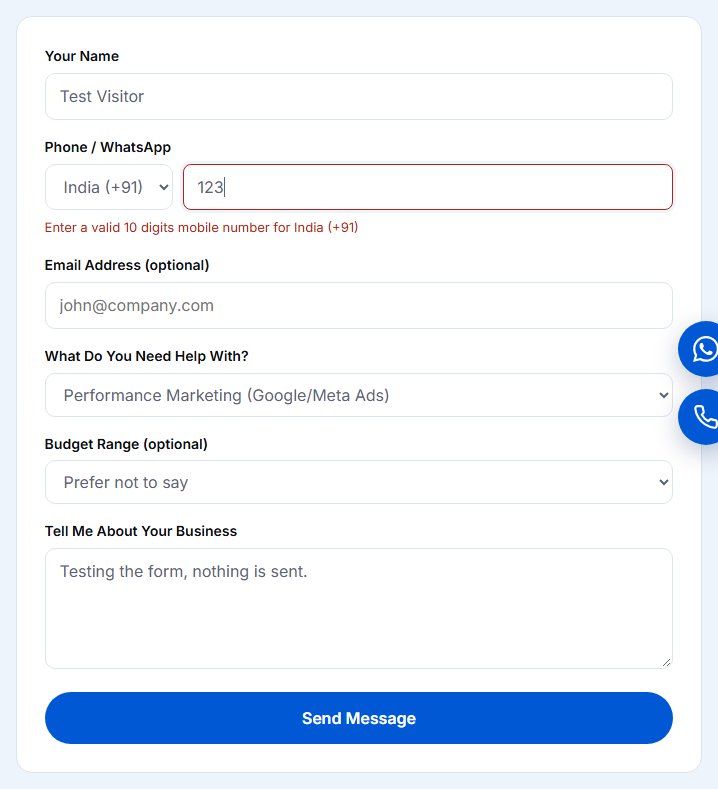 Your Name
Test Visitor
Phone / WhatsApp
India (+91) 123
Enter a valid 10 digits mobile number for India (+91)
Email Address (optional)
john@company.com
What Do You Need Help With?
Performance Marketing (Google/Meta Ads)
Budget Range (optional)
Prefer not to say
Tell Me About Your Business
Testing the form, nothing is sent.
Send Message